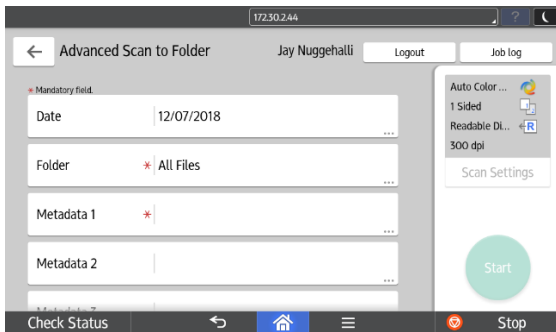 172.30.2.44
?
Advanced Scan to Folder
Jay Nuggehalli
Logout
Job log
* Mandatory field.
Date 12/07/2018
...
Folder * All Files
...
Metadata 1 *
...
Metadata 2
...
Metadata 3
Auto Color ...
1 Sided
Readable Di... R
300 dpi
Scan Settings
Start
Check Status
Stop